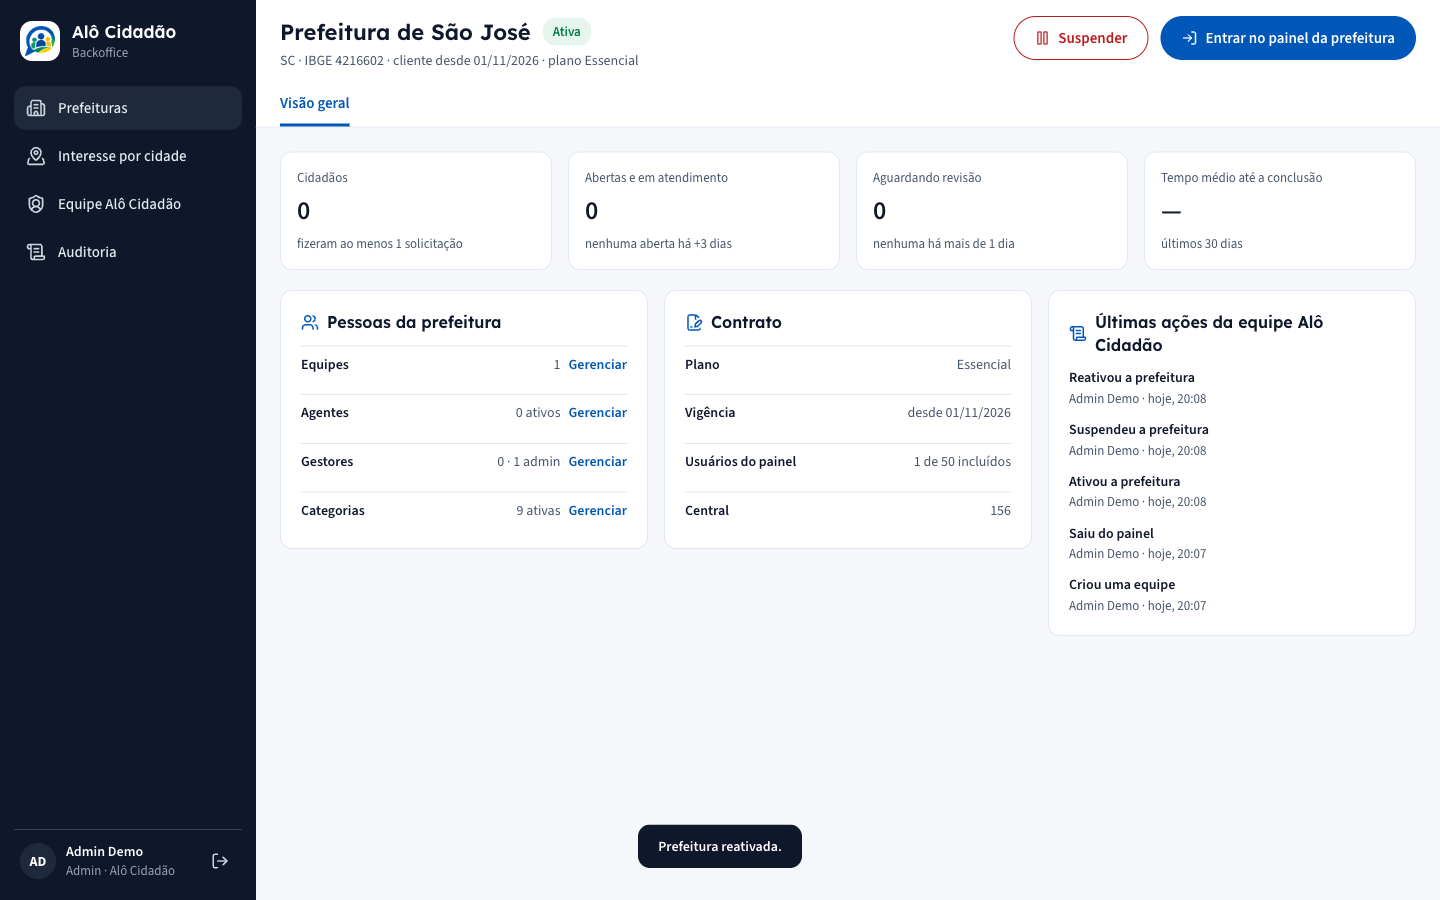 Alô Cidadão
Backoffice
Prefeituras
Interesse por cidade
Equipe Alô Cidadão
Auditoria
AD
Admin Demo
Admin · Alô Cidadão
Prefeitura de São José
Ativa
SC · IBGE 4216602 · cliente desde 01/11/2026 · plano Essencial
Suspender
Entrar no painel da prefeitura
Visão geral
Cidadãos
0
fizeram ao menos 1 solicitação
Abertas e em atendimento
0
nenhuma aberta há +3 dias
Aguardando revisão
0
nenhuma há mais de 1 dia
Tempo médio até a conclusão
—
últimos 30 dias
Pessoas da prefeitura
Equipes 1 Gerenciar
Agentes 0 ativos Gerenciar
Gestores 0 · 1 admin Gerenciar
Categorias 9 ativas Gerenciar
Contrato
Plano Essencial
Vigência desde 01/11/2026
Usuários do painel 1 de 50 incluídos
Central 156
Últimas ações da equipe Alô
Cidadão
Reativou a prefeitura
Admin Demo · hoje, 20:08
Suspendeu a prefeitura
Admin Demo · hoje, 20:08
Ativou a prefeitura
Admin Demo · hoje, 20:08
Saiu do painel
Admin Demo · hoje, 20:07
Criou uma equipe
Admin Demo · hoje, 20:07
Prefeitura reativada.